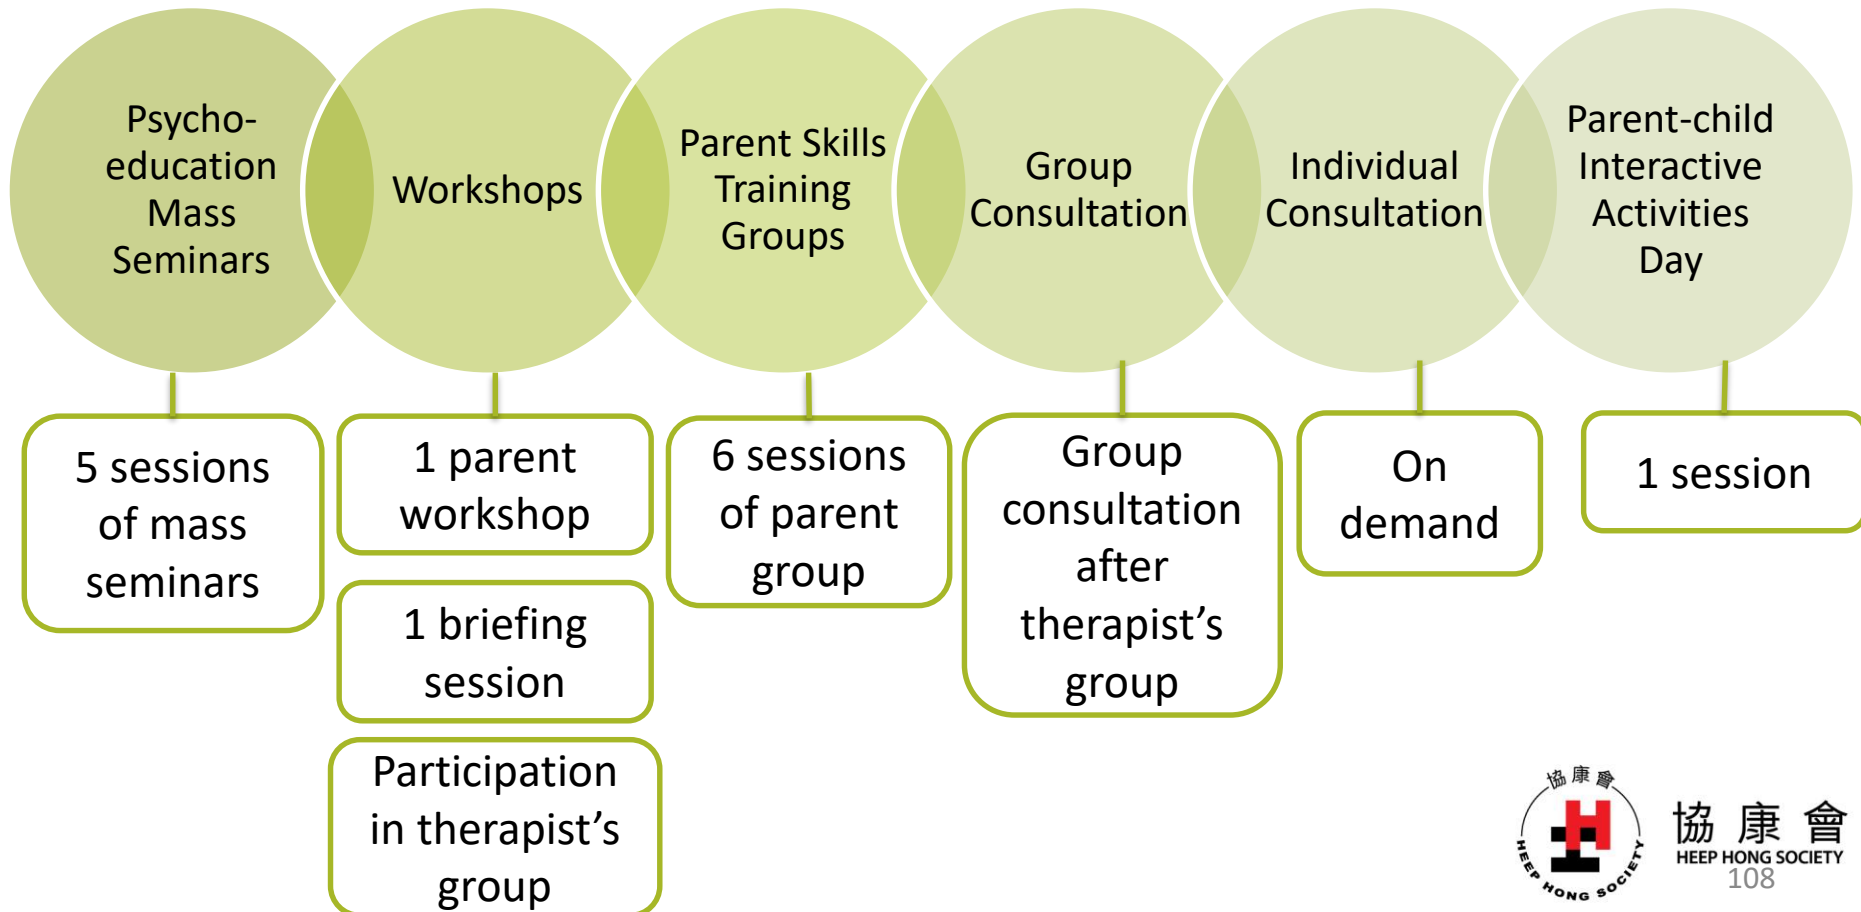 Psycho-
education
Mass
Seminars
Workshops
Parent Skills
Training
Groups
Group
Consultation
Individual
Consultation
Parent-child
Interactive
Activities
Day
5 sessions
of mass
seminars
1 parent
workshop
1 briefing
session
Participation
in therapist’s
group
6 sessions
of parent
group
Group
consultation
after
therapist’s
group
On
demand
1 session
協康會
HEEP HONG SOCIETY
協康會
HEEP HONG SOCIETY
108